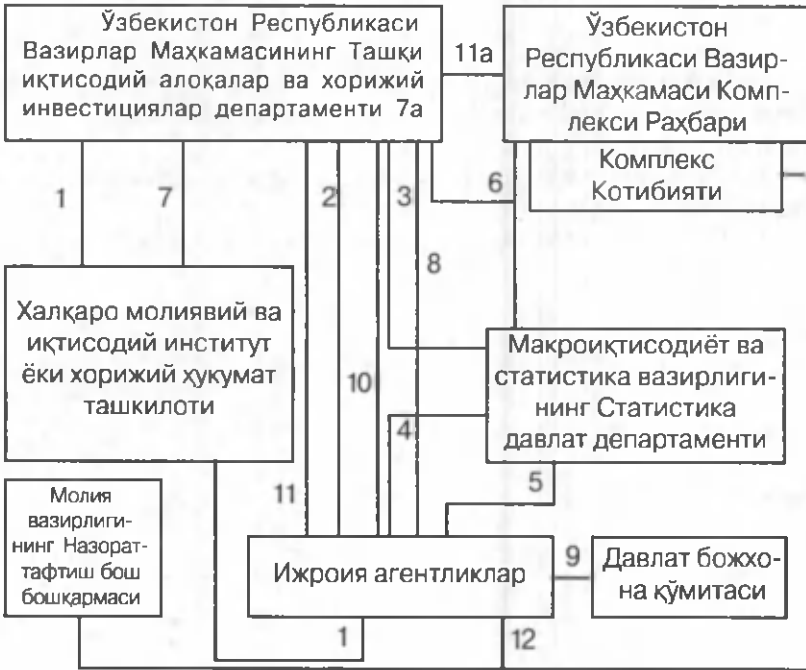 Ўзбекистон Республикаси
Вазирлар Маҳкамасининг Ташқи
иқтисодий алоқалар ва хорижий
инвестициялар департаменти 7а
11а
Ўзбекистон
Республикаси Вазир-
лар Маҳкамаси Комп-
лекси Раҳбари
Комплекс
Котибияти
1
7
2
3
6
8
Халқаро молиявий ва
иқтисодий институт
ёки хорижий ҳукумат
ташкилоти
10
4
Макроиқтисодиёт ва
статистика вазирлиги-
нинг Статистика
давлат департаменти
5
11
Молия
вазирлиги-
нинг Назорат-
тафтиш бош
бошқармаси
Ижроия агентликлар
9
Давлат божхо-
на қўмитаси
1
12